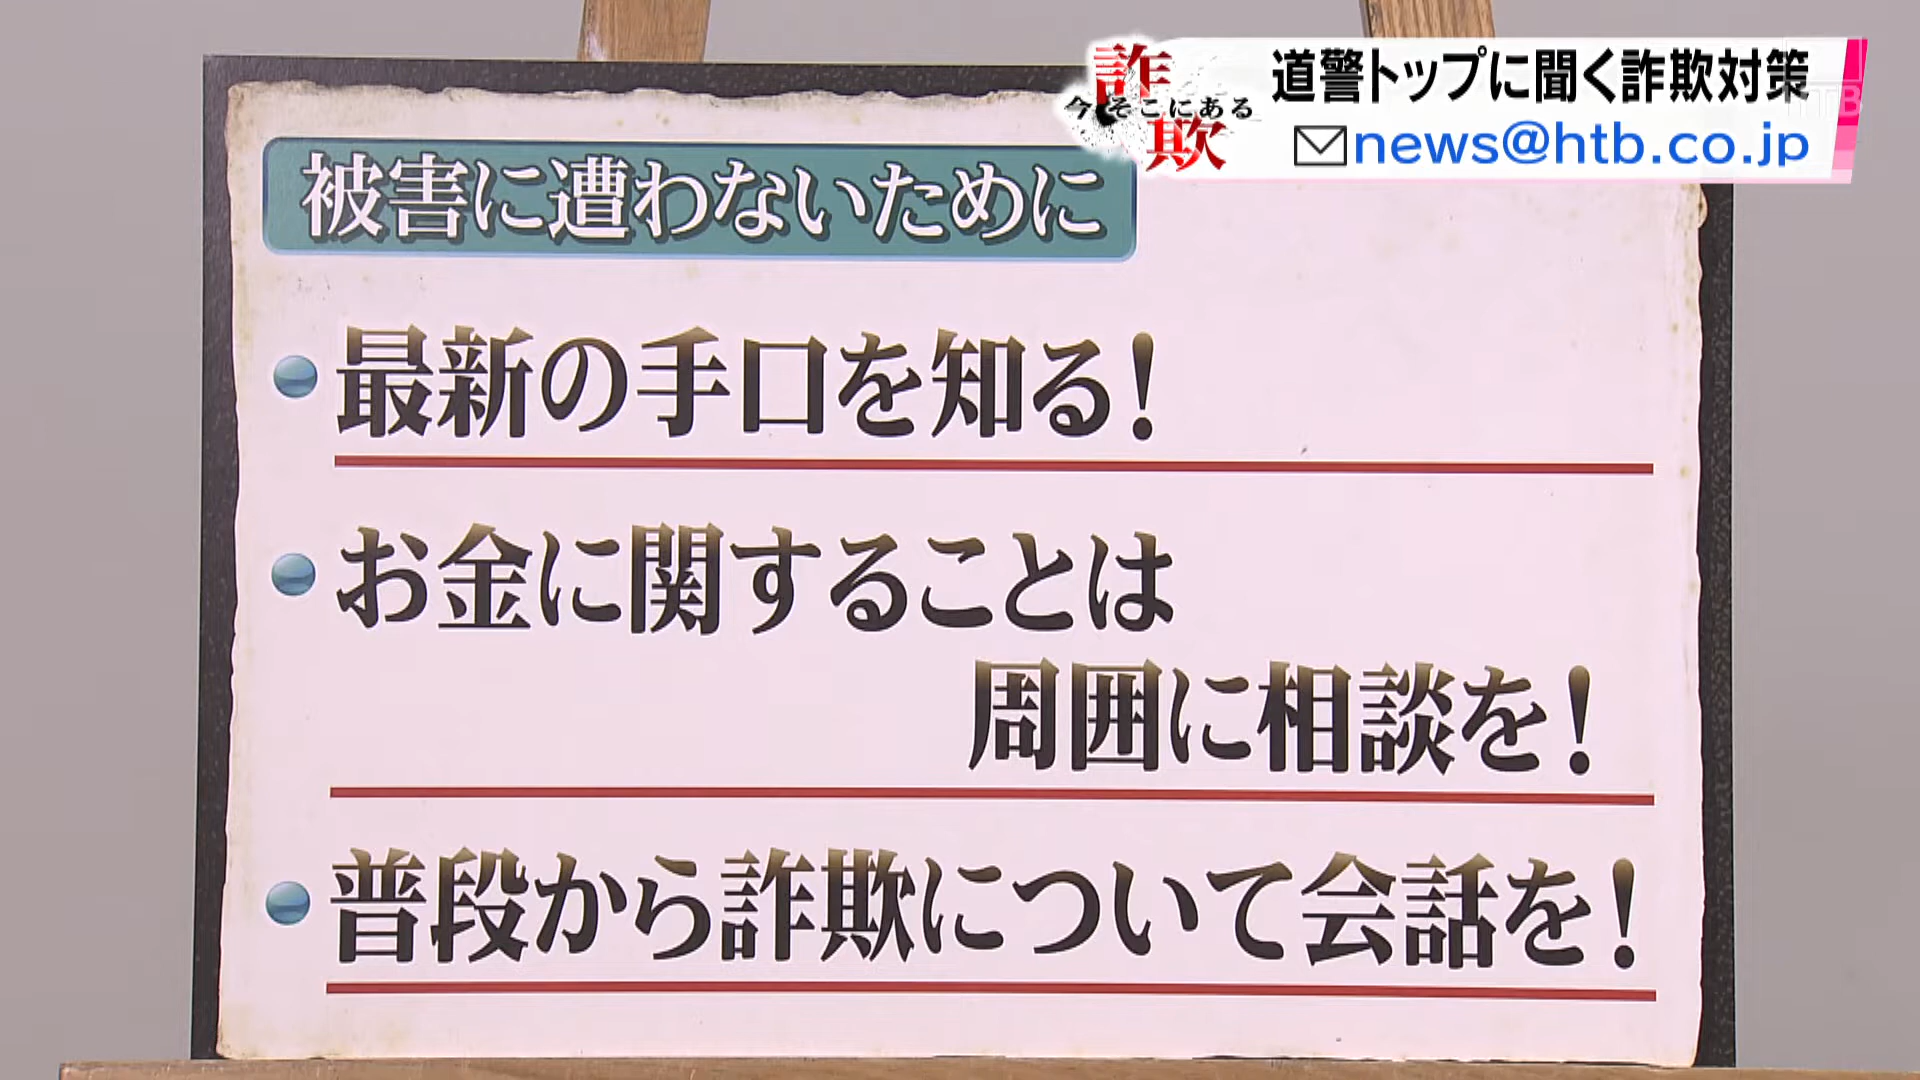 今そこにある
詐欺
道警トップに聞く詐欺対策
news@htb.co.jp
HTB
被害に遭わないために
最新の手口を知る！
お金に関することは
周囲に相談を！
普段から詐欺について会話を！